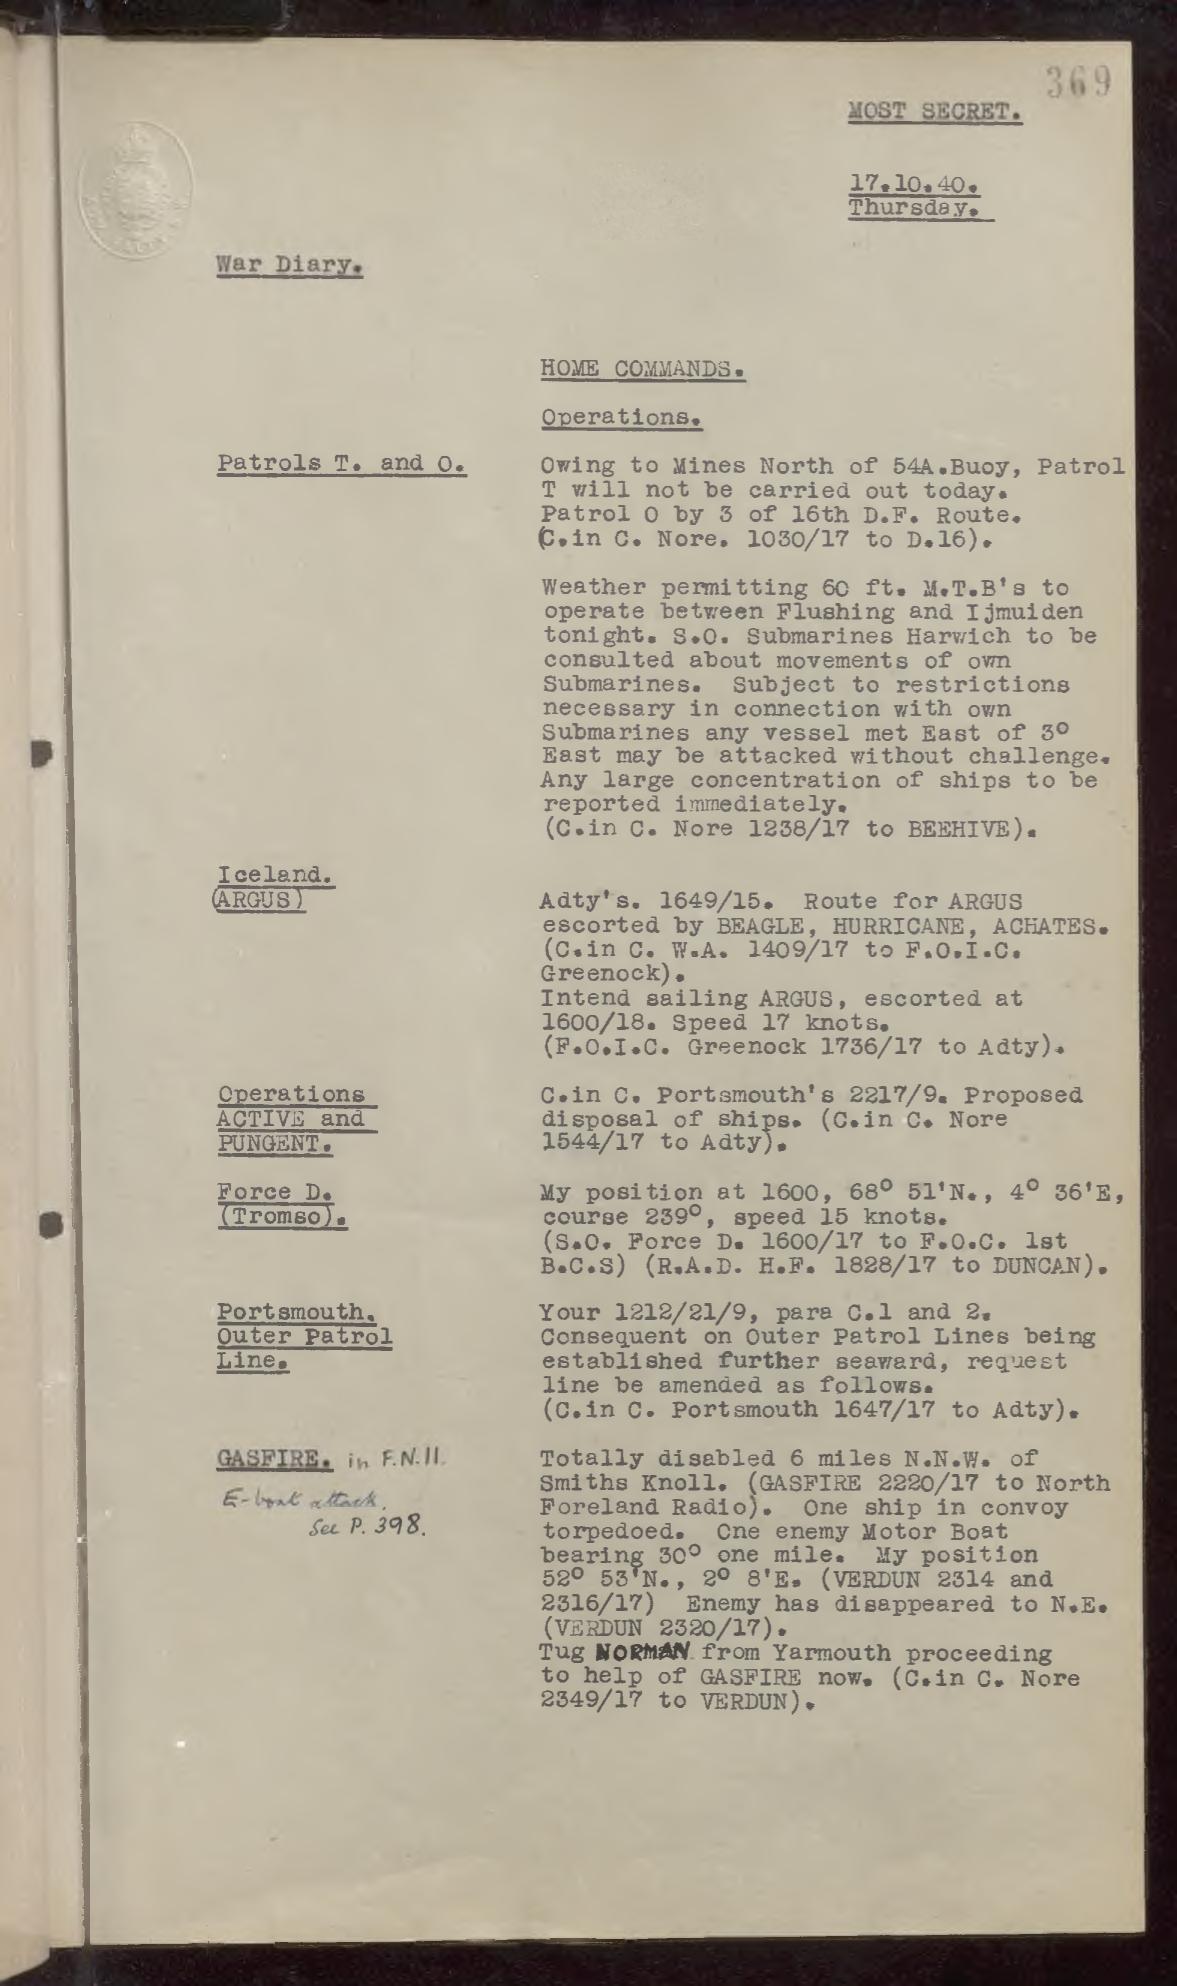 369
MOST SECRET.
17.10.40.
Thursday.
War Diary.
HOME COMMANDS.
Operations.
Patrols T. and O.
Owing to Mines North of 54A.Buoy, Patrol
T will not be carried out today.
Patrol O by 3 of 16th D.F. Route.
(C.in C. Nore. 1030/17 to D.16).
Weather permitting 60 ft. M.T.B's to
operate between Flushing and Ijmuiden
tonight. S.O. Submarines Harwich to be
consulted about movements of own
Submarines. Subject to restrictions
necessary in connection with own
Submarines any vessel met East of 3°
East may be attacked without challenge.
Any large concentration of ships to be
reported immediately.
(C.in C. Nore 1238/17 to BEEHIVE).
Iceland.
(ARGUS)
Adty's. 1649/15. Route for ARGUS
escorted by BEAGLE, HURRICANE, ACHATES.
(C.in C. W.A. 1409/17 to F.O.I.C.
Greenock).
Intend sailing ARGUS, escorted at
1600/18. Speed 17 knots.
(F.O.I.C. Greenock 1736/17 to Adty).
Operations
ACTIVE and
PUNGENT.
C.in C. Portsmouth's 2217/9. Proposed
disposal of ships. (C.in C. Nore
1544/17 to Adty).
Force D.
(Tromso).
My position at 1600, 68° 51'N., 4° 36'E,
course 239°, speed 15 knots.
(S.O. Force D. 1600/17 to F.O.C. 1st
B.C.S) (R.A.D. H.F. 1828/17 to DUNCAN).
Portsmouth.
Outer Patrol
Line.
Your 1212/21/9, para C.1 and 2.
Consequent on Outer Patrol Lines being
established further seaward, request
line be amended as follows.
(C.in C. Portsmouth 1647/17 to Adty).
GASFIRE. in F.N.11.
E-boat attack.
See P. 398.
Totally disabled 6 miles N.N.W. of
Smiths Knoll. (GASFIRE 2220/17 to North
Foreland Radio). One ship in convoy
torpedoed. One enemy Motor Boat
bearing 30° one mile. My position
52° 53'N., 2° 8'E. (VERDUN 2314 and
2316/17) Enemy has disappeared to N.E.
(VERDUN 2320/17).
Tug NORMAN from Yarmouth proceeding
to help of GASFIRE now. (C.in C. Nore
2349/17 to VERDUN).